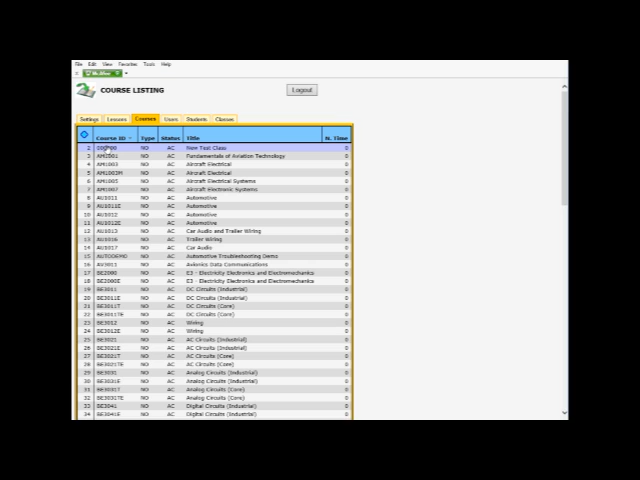 File Edit View Favorites Tools Help
McAfee
COURSE LISTING
Logout
Settings Lessons Courses Users Students Classes
Course ID Type Status Title N. Time
2 NO AC New Test Class 0
3 AM1001 NO AC Fundamentals of Aviation Technology 0
4 AM1003 NO AC Aircraft Electrical 0
5 AM1003M NO AC Aircraft Electrical 0
6 AM1005 NO AC Aircraft Electrical Systems 0
7 AM1007 NO AC Aircraft Electronic Systems 0
8 AU1011 NO AC Automotive 0
9 AU1011E NO AC Automotive 0
10 AU1012 NO AC Automotive 0
11 AU1012E NO AC Automotive 0
12 AU1013 NO AC Car Audio and Trailer Wiring 0
13 AU1016 NO AC Trailer Wiring 0
14 AU1017 NO AC Car Audio 0
15 AUTODEMO NO AC Automotive Troubleshooting Demo 0
16 AV3011 NO AC Avionics Data Communications 0
17 BE2000 NO AC E3 - Electricity Electronics and Electromechanics 0
18 BE2000E NO AC E3 - Electricity Electronics and Electromechanics 0
19 BE3011 NO AC DC Circuits (Industrial) 0
20 BE3011E NO AC DC Circuits (Industrial) 0
21 BE3011T NO AC DC Circuits (Core) 0
22 BE3011TE NO AC DC Circuits (Core) 0
23 BE3012 NO AC Wiring 0
24 BE3012E NO AC Wiring 0
25 BE3021 NO AC AC Circuits (Industrial) 0
26 BE3021E NO AC AC Circuits (Industrial) 0
27 BE3021T NO AC AC Circuits (Core) 0
28 BE3021TE NO AC AC Circuits (Core) 0
29 BE3031 NO AC Analog Circuits (Industrial) 0
30 BE3031E NO AC Analog Circuits (Industrial) 0
31 BE3031T NO AC Analog Circuits (Core) 0
32 BE3031TE NO AC Analog Circuits (Core) 0
33 BE3041 NO AC Digital Circuits (Industrial) 0
34 BE3041E NO AC Digital Circuits (Industrial) 0